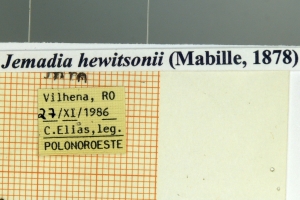 Jemadia hewitsonii (Mabille, 1878)
Vilhena, RO
27/XI/1986
C.Elias,leg.
POLONOROESTE